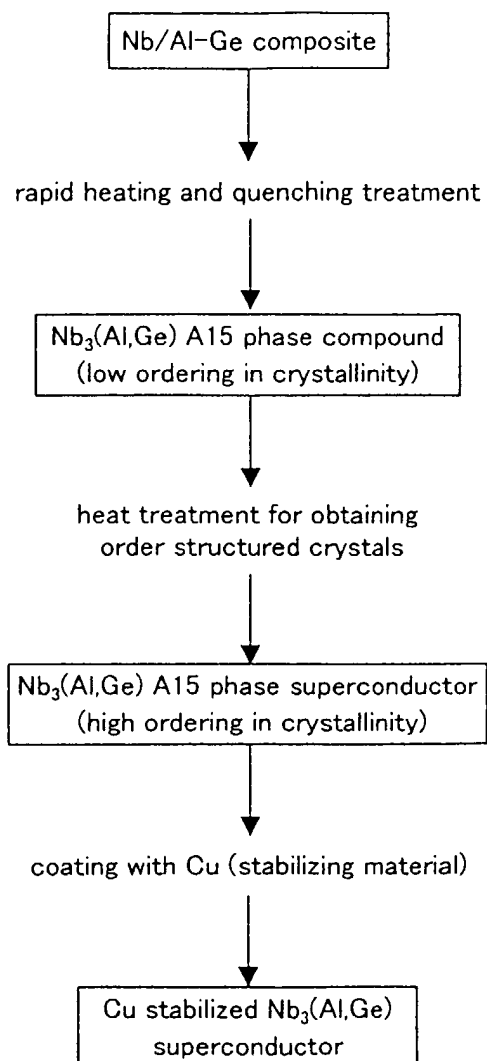 Nb/Al-Ge composite
rapid heating and quenching treatment
Nb₃(Al,Ge) A15 phase compound
(low ordering in crystallinity)
heat treatment for obtaining
order structured crystals
Nb₃(Al,Ge) A15 phase superconductor
(high ordering in crystallinity)
coating with Cu (stabilizing material)
Cu stabilized Nb₃(Al,Ge)
superconductor